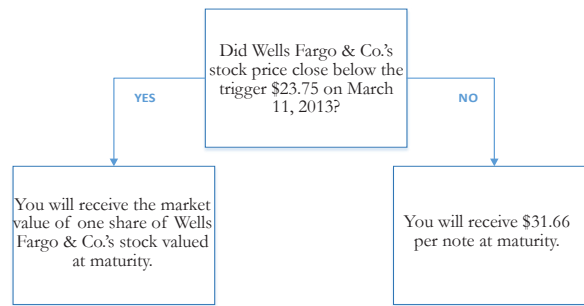 Did Wells Fargo & Co.'s
stock price close below the
trigger $23.75 on March
11, 2013?
YES
NO
You will receive the market
value of one share of Wells
Fargo & Co.'s stock valued
at maturity.
You will receive $31.66
per note at maturity.